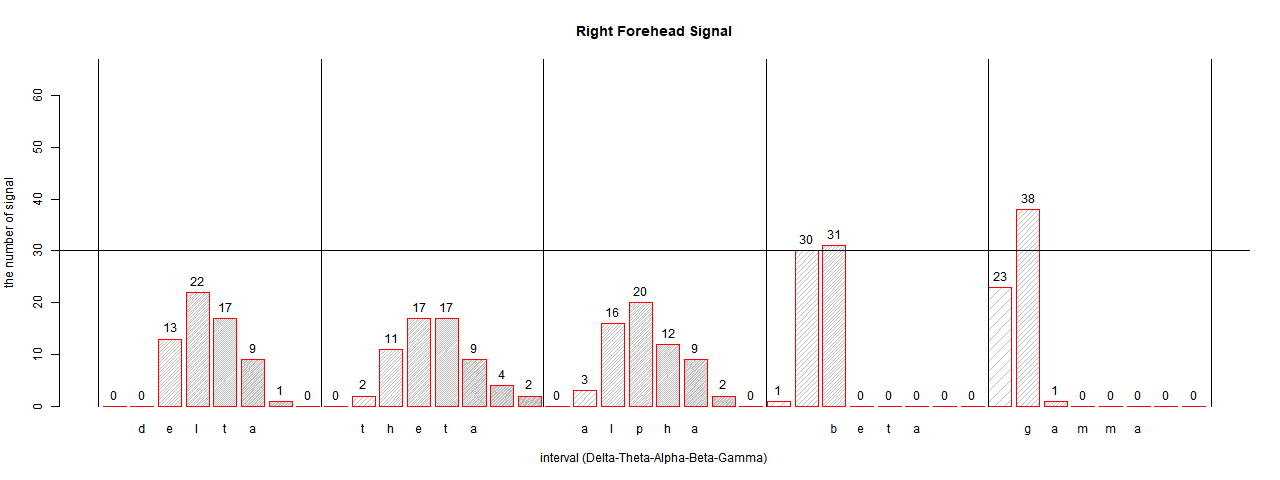 Right Forehead Signal
the number of signal
60
50
40
30
20
10
0
0 0 13 22 17 9 1 0 0 2 11 17 17 9 4 2 0 3 16 20 12 9 2 0 1 30 31 0 0 0 0 0 23 38 1 0 0 0 0 0
d e l t a t h e t a a l p h a b e t a g a m m a
interval (Delta-Theta-Alpha-Beta-Gamma)